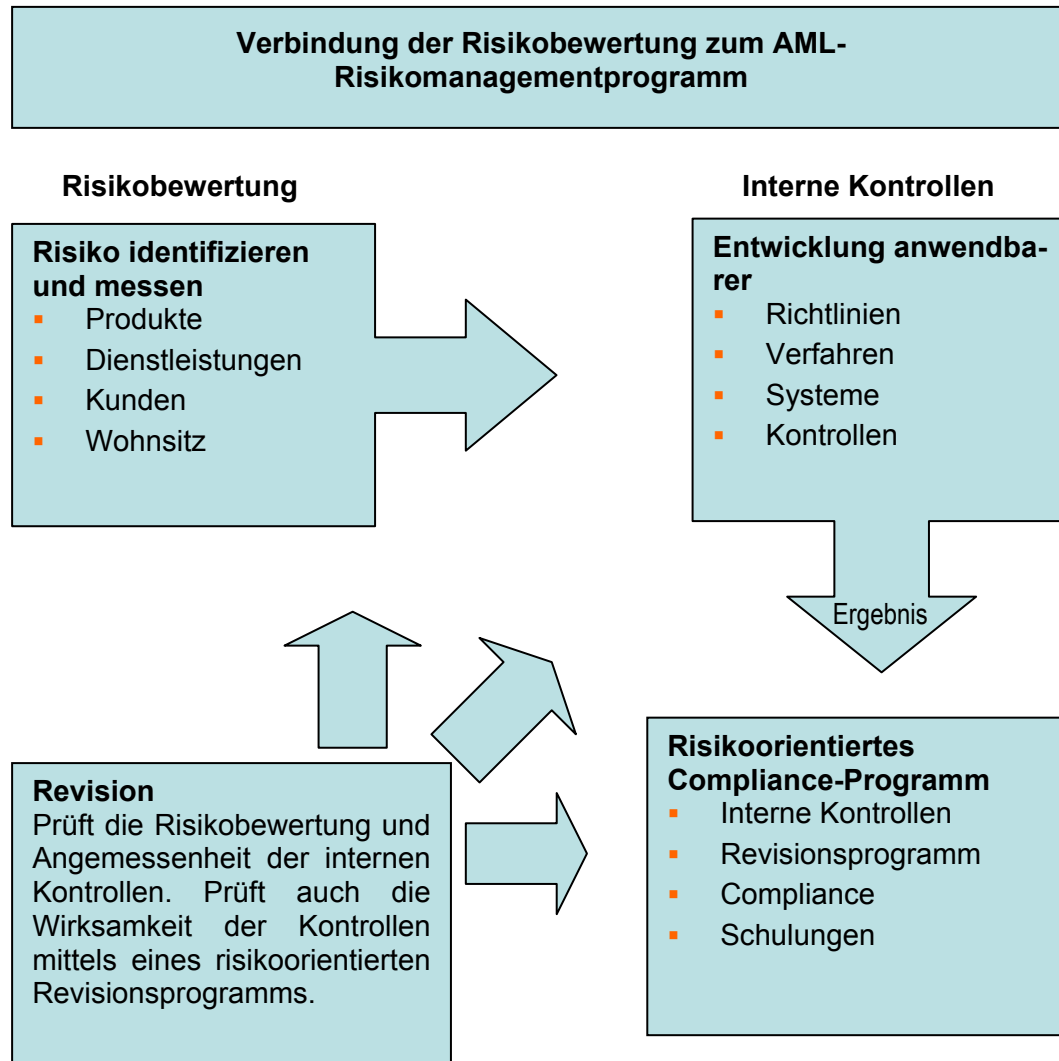 Verbindung der Risikobewertung zum AML-
Risikomanagementprogramm
Risikobewertung
Interne Kontrollen
Risiko identifizieren
und messen
▪ Produkte
▪ Dienstleistungen
▪ Kunden
▪ Wohnsitz
Entwicklung anwendba-
rer
▪ Richtlinien
▪ Verfahren
▪ Systeme
▪ Kontrollen
Ergebnis
Revision
Prüft die Risikobewertung und
Angemessenheit der internen
Kontrollen. Prüft auch die
Wirksamkeit der Kontrollen
mittels eines risikoorientierten
Revisionsprogramms.
Risikoorientiertes
Compliance-Programm
▪ Interne Kontrollen
▪ Revisionsprogramm
▪ Compliance
▪ Schulungen